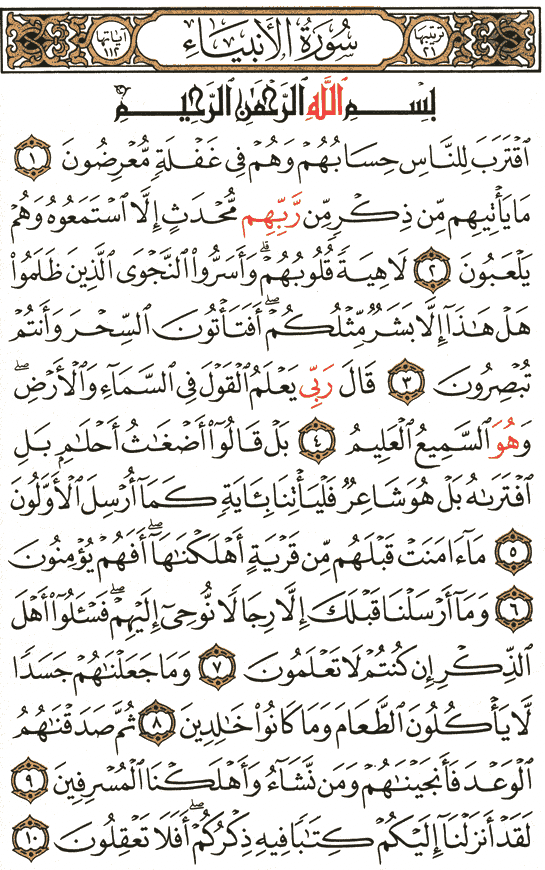 ترتيبها ٢١ سُورَةُ الأَنبِيَاءِ آياتها ١١٢
بِسْمِ اللَّهِ الرَّحْمَٰنِ الرَّحِيمِ
ٱقْتَرَبَ لِلنَّاسِ حِسَابُهُمْ وَهُمْ فِى غَفْلَةٍ مُّعْرِضُونَ ١
مَا يَأْتِيهِم مِّن ذِكْرٍ مِّن رَّبِّهِم مُّحْدَثٍ إِلَّا ٱسْتَمَعُوهُ وَهُمْ
يَلْعَبُونَ ٢ لَاهِيَةً قُلُوبُهُمْ ۗ وَأَسَرُّوا۟ ٱلنَّجْوَى ٱلَّذِينَ ظَلَمُوا۟
هَلْ هَٰذَآ إِلَّا بَشَرٌ مِّثْلُكُمْ ۖ أَفَتَأْتُونَ ٱلسِّحْرَ وَأَنتُمْ
تُبْصِرُونَ ٣ قَالَ رَبِّى يَعْلَمُ ٱلْقَوْلَ فِى ٱلسَّمَآءِ وَٱلْأَرْضِ ۖ
وَهُوَ ٱلسَّمِيعُ ٱلْعَلِيمُ ٤ بَلْ قَالُوٓا۟ أَضْغَٰثُ أَحْلَٰمٍۭ بَلِ
ٱفْتَرَىٰهُ بَلْ هُوَ شَاعِرٌ فَلْيَأْتِنَا بِـَٔايَةٍ كَمَآ أُرْسِلَ ٱلْأَوَّلُونَ
٥ مَآ ءَامَنَتْ قَبْلَهُم مِّن قَرْيَةٍ أَهْلَكْنَٰهَآ ۖ أَفَهُمْ يُؤْمِنُونَ
٦ وَمَآ أَرْسَلْنَا قَبْلَكَ إِلَّا رِجَالًا نُّوحِىٓ إِلَيْهِمْ ۖ فَسْـَٔلُوٓا۟ أَهْلَ
ٱلذِّكْرِ إِن كُنتُمْ لَا تَعْلَمُونَ ٧ وَمَا جَعَلْنَٰهُمْ جَسَدًا
لَّا يَأْكُلُونَ ٱلطَّعَامَ وَمَا كَانُوا۟ خَٰلِدِينَ ٨ ثُمَّ صَدَقْنَٰهُمُ
ٱلْوَعْدَ فَأَنجَيْنَٰهُمْ وَمَن نَّشَآءُ وَأَهْلَكْنَا ٱلْمُسْرِفِينَ ٩
لَقَدْ أَنزَلْنَآ إِلَيْكُمْ كِتَٰبًا فِيهِ ذِكْرُكُمْ ۖ أَفَلَا تَعْقِلُونَ ١٠